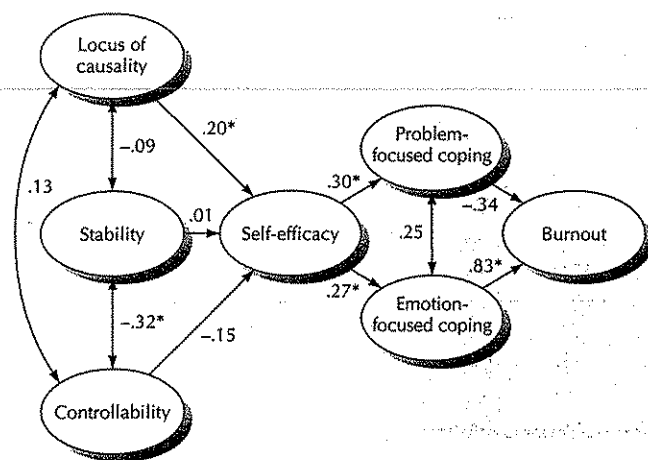 Locus of
causality
-.09
.20*
.13
Stability
.01
Self-efficacy
-.32*
-.15
Controllability
Problem-
focused coping
.30*
-.34
.25
Burnout
.27*
.83*
Emotion-
focused coping